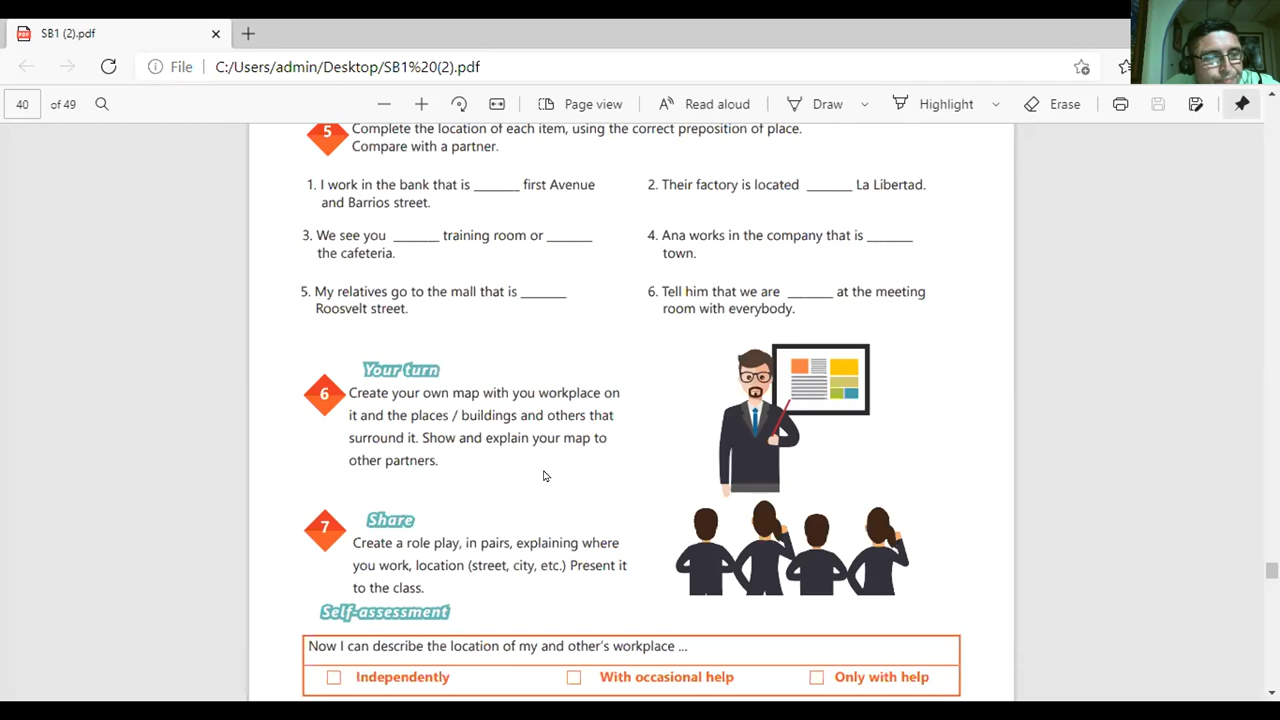 SB1 (2).pdf
File C:/Users/admin/Desktop/SB1%20(2).pdf
40 of 49 Page view Read aloud Draw Highlight Erase
5 Complete the location of each item, using the correct preposition of place.
Compare with a partner.
1. I work in the bank that is ______ first Avenue
and Barrios street.
2. Their factory is located ______ La Libertad.
3. We see you ______ training room or ______
the cafeteria.
4. Ana works in the company that is ______
town.
5. My relatives go to the mall that is ______
Roosvelt street.
6. Tell him that we are ______ at the meeting
room with everybody.
Your turn
6 Create your own map with you workplace on
it and the places / buildings and others that
surround it. Show and explain your map to
other partners.
Share
7 Create a role play, in pairs, explaining where
you work, location (street, city, etc.) Present it
to the class.
Self-assessment
Now I can describe the location of my and other's workplace ...
Independently With occasional help Only with help